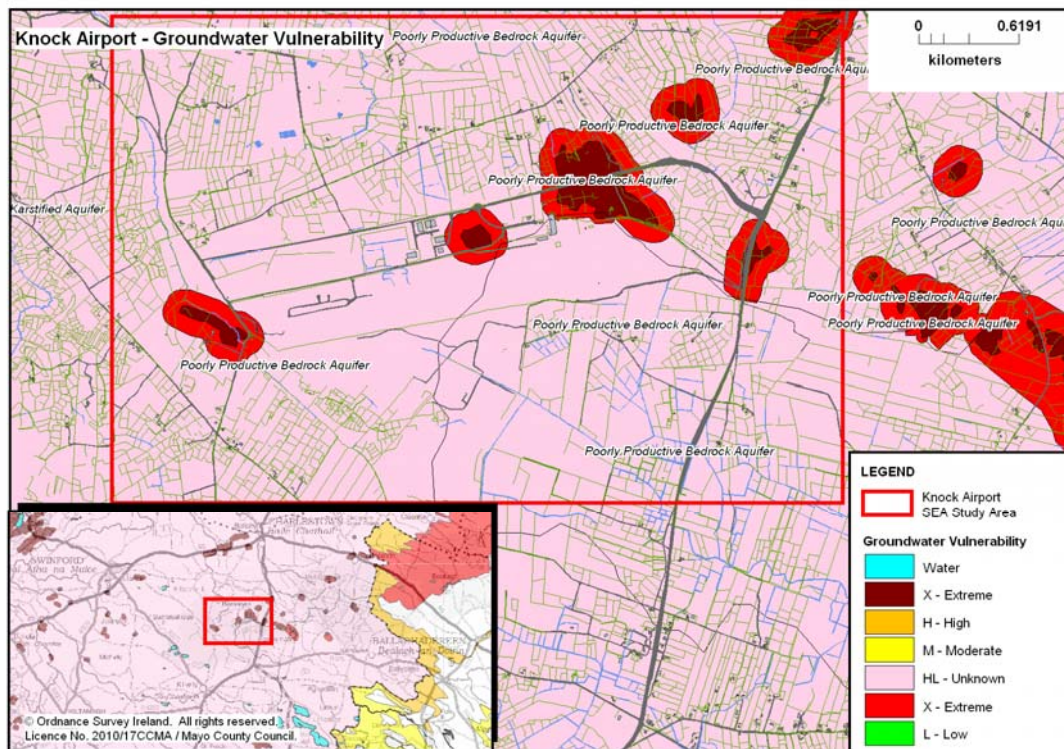 Knock Airport - Groundwater Vulnerability
Poorly Productive Bedrock Aquifer
0 0.6191
kilometers
Poorly Productive Bedrock Aquifer
Poorly Productive Bedrock Aquifer
Poorly Productive Bedrock Aquifer
Karstified Aquifer
Poorly Productive Bedrock Aquif
Poorly Productive Bedrock Aquifer
Poorly Productive Bedrock Aquifer
Poorly Productive Bedrock Aquifer
Poorly Productive Bedrock Aquifer
Poorly Productive Bedrock Aquifer
LEGEND
Knock Airport
SEA Study Area
Groundwater Vulnerability
Water
X - Extreme
H - High
M - Moderate
HL - Unknown
X - Extreme
L - Low
CHARLESTOWN
BALLAGHADEREEN
© Ordnance Survey Ireland. All rights reserved.
Licence No. 2010/17CCMA / Mayo County Council.